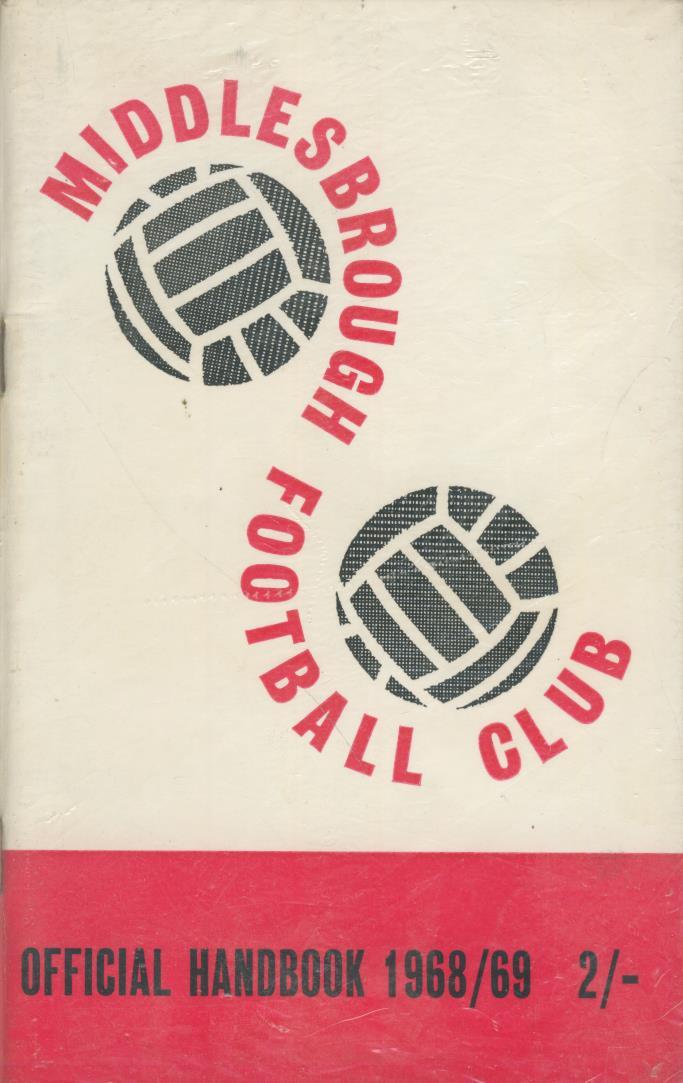 MIDDLESBROUGH FOOTBALL CLUB
OFFICIAL HANDBOOK 1968/69 2/-